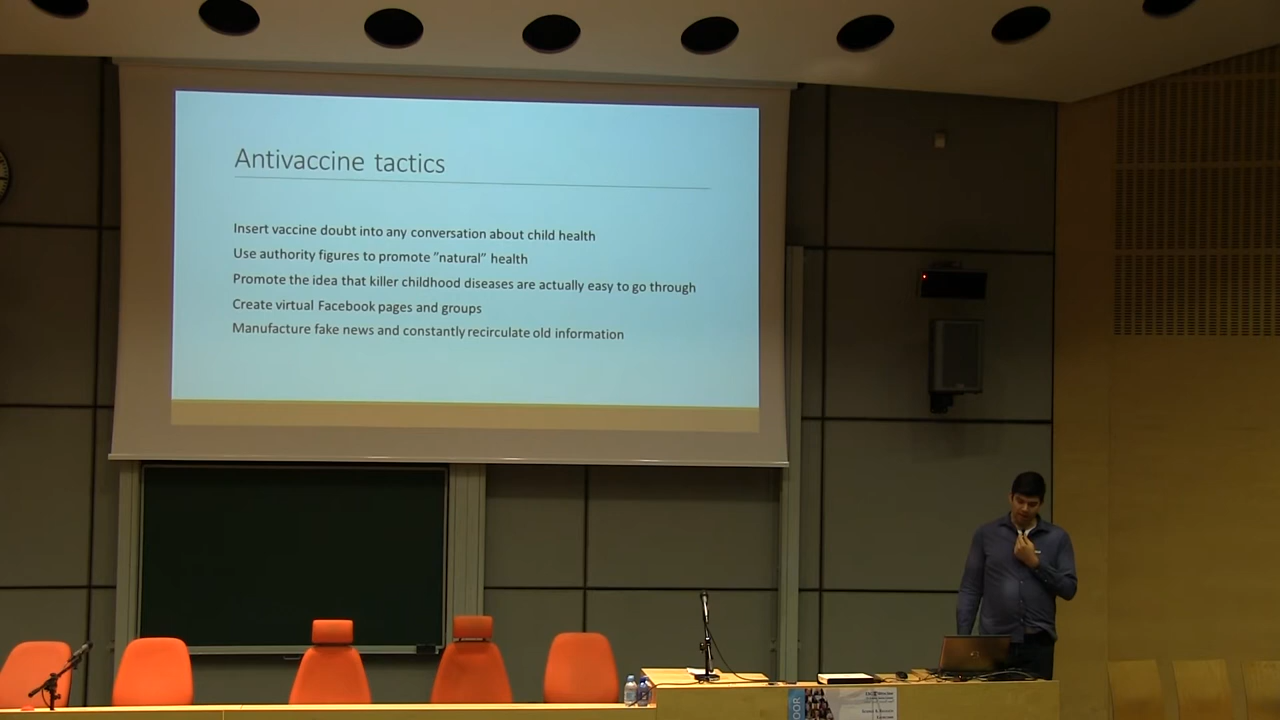 Antivaccine tactics
Insert vaccine doubt into any conversation about child health
Use authority figures to promote ”natural” health
Promote the idea that killer childhood diseases are actually easy to go through
Create virtual Facebook pages and groups
Manufacture fake news and constantly recirculate old information